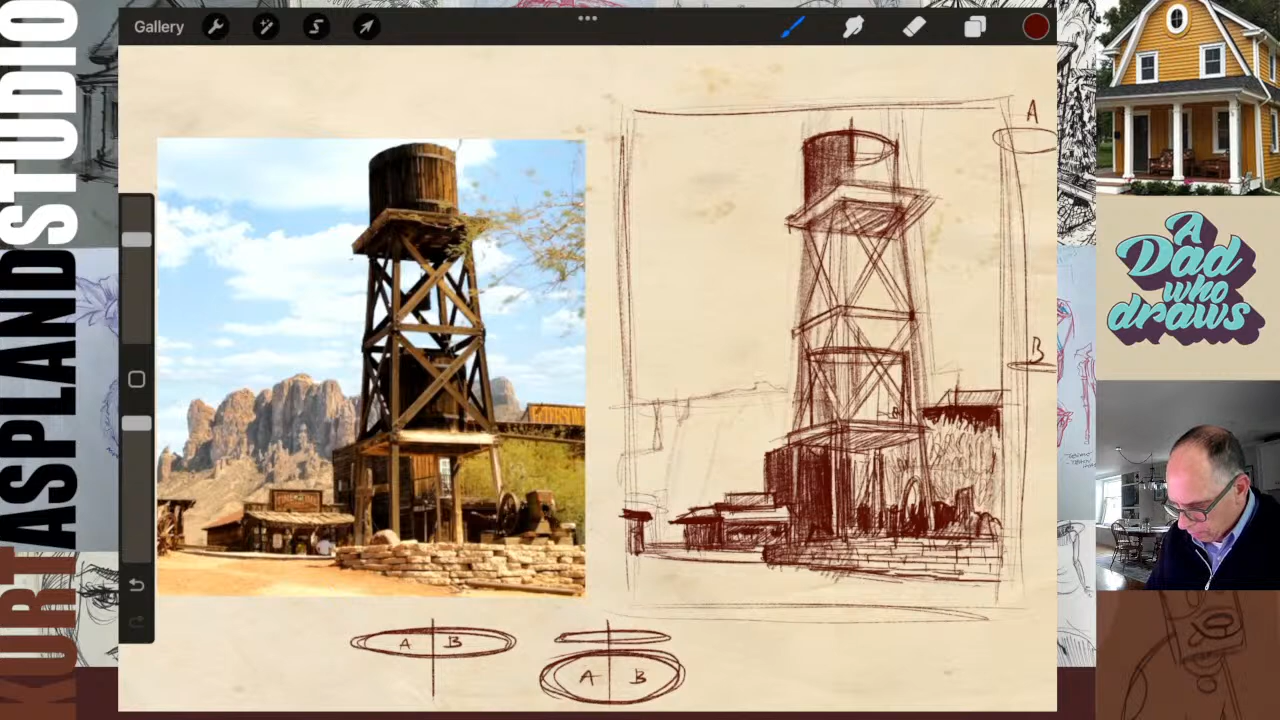 KURT ASPLAND STUDIO
Gallery
A
B
A B
A B
A
Dad
who
draws